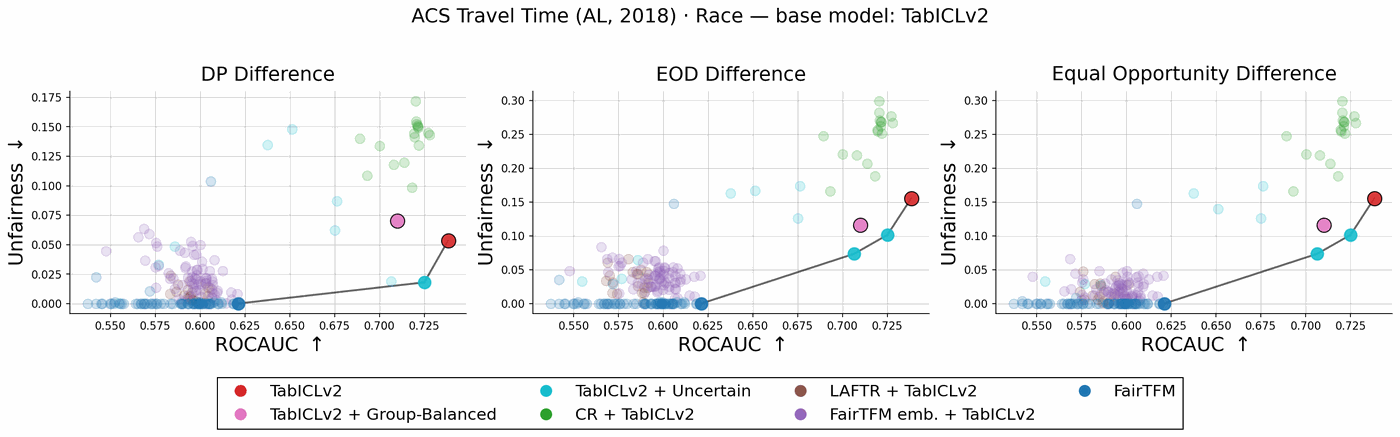 ACS Travel Time (AL, 2018) · Race — base model: TabICLv2
DP Difference
EOD Difference
Equal Opportunity Difference
Unfairness ↓
0.175
0.150
0.125
0.100
0.075
0.050
0.025
0.000
0.550 0.575 0.600 0.625 0.650 0.675 0.700 0.725
ROCAUC ↑
Unfairness ↓
0.30
0.25
0.20
0.15
0.10
0.05
0.00
0.550 0.575 0.600 0.625 0.650 0.675 0.700 0.725
ROCAUC ↑
Unfairness ↓
0.30
0.25
0.20
0.15
0.10
0.05
0.00
0.550 0.575 0.600 0.625 0.650 0.675 0.700 0.725
ROCAUC ↑
TabICLv2
TabICLv2 + Group-Balanced
TabICLv2 + Uncertain
CR + TabICLv2
LAFTR + TabICLv2
FairTFM emb. + TabICLv2
FairTFM